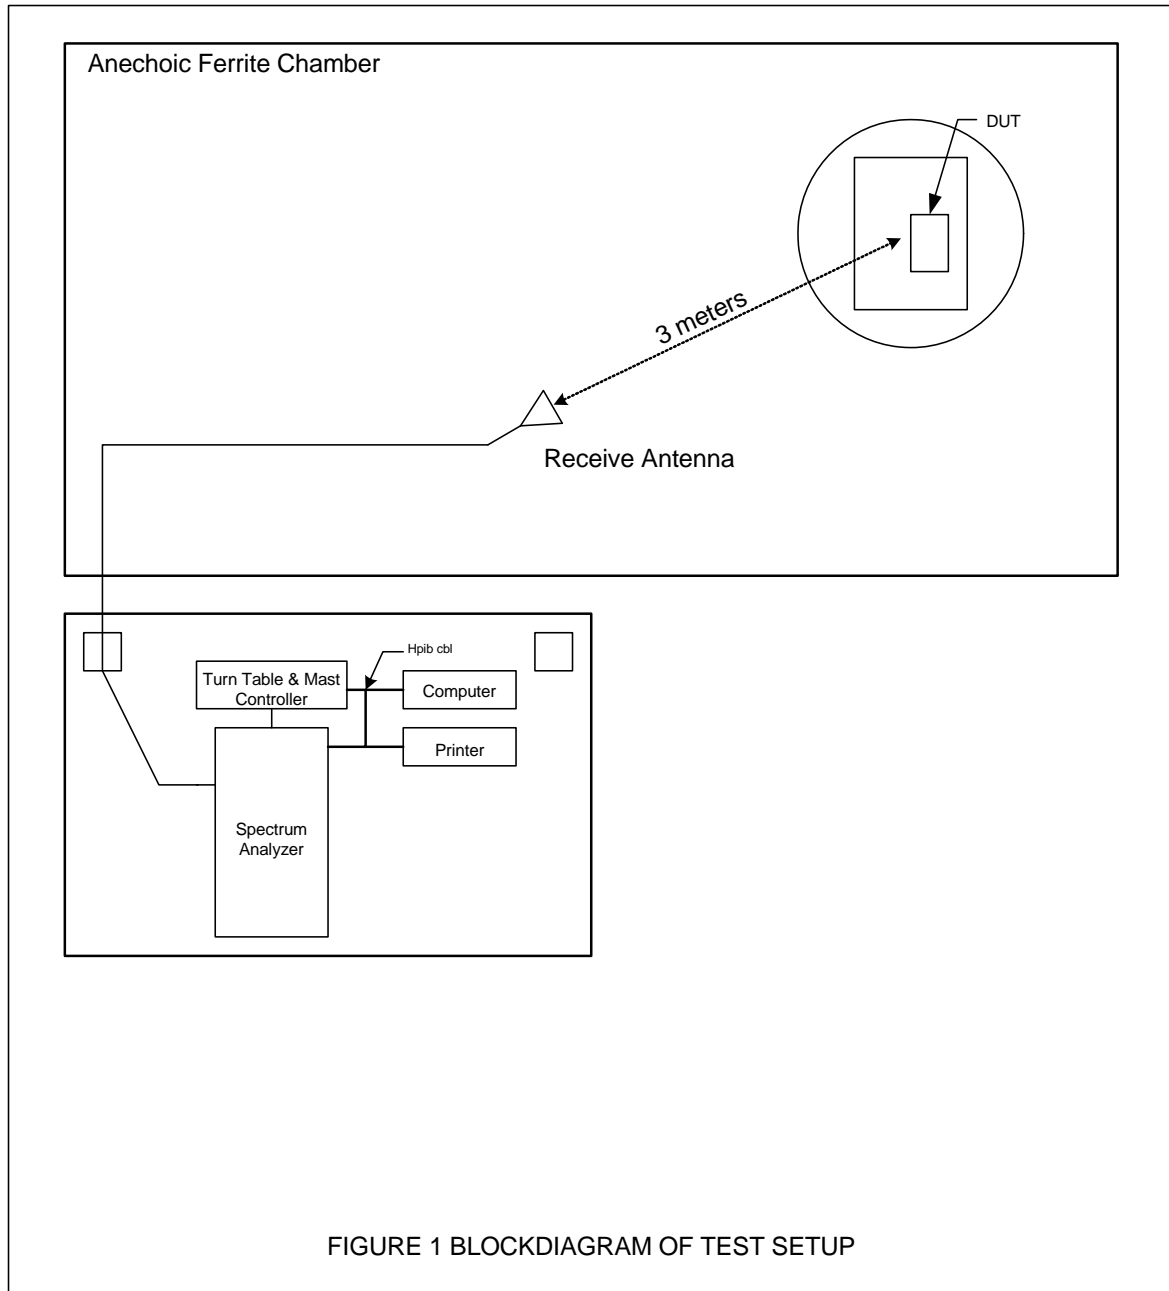 Anechoic Ferrite Chamber
DUT
3 meters
Receive Antenna
Hpib cbl
Turn Table & Mast
Controller
Computer
Printer
Spectrum
Analyzer
FIGURE 1 BLOCKDIAGRAM OF TEST SETUP